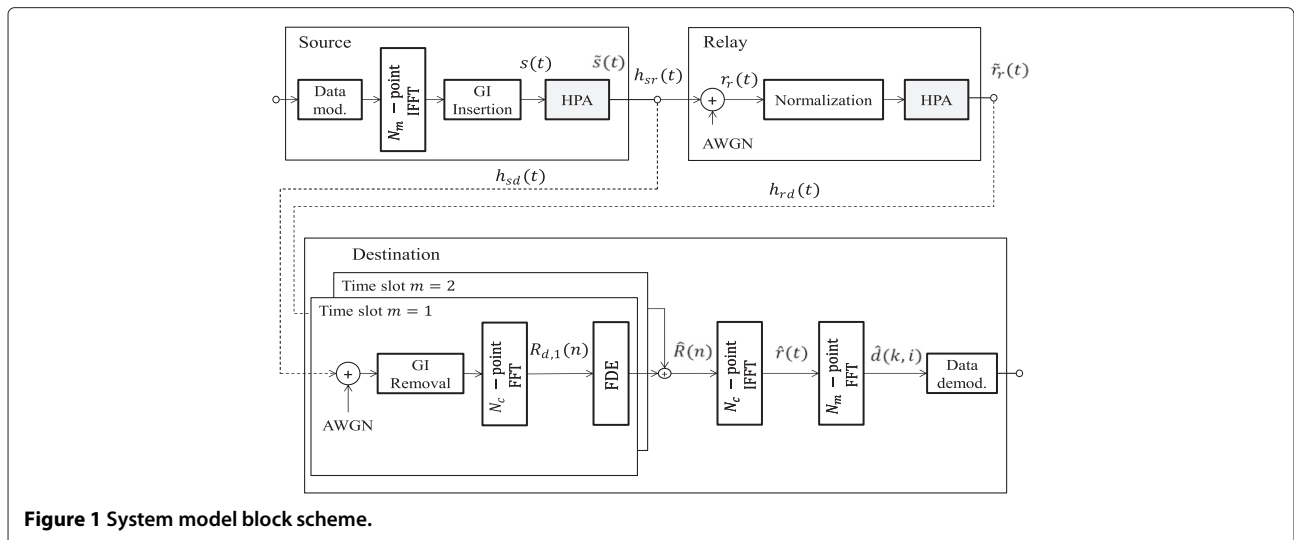 Source
Data
mod.
N_m − point
IFFT
GI
Insertion
s(t)
HPA
s̃(t)
h_sr(t)
Relay
+
AWGN
r_r(t)
Normalization
HPA
r̃_r(t)
h_sd(t)
h_rd(t)
Destination
Time slot m = 2
Time slot m = 1
+
AWGN
GI
Removal
N_c − point
FFT
R_d,1(n)
FDE
+
R̂(n)
N_c − point
IFFT
r̂(t)
N_m − point
FFT
d̂(k, i)
Data
demod.
Figure 1 System model block scheme.